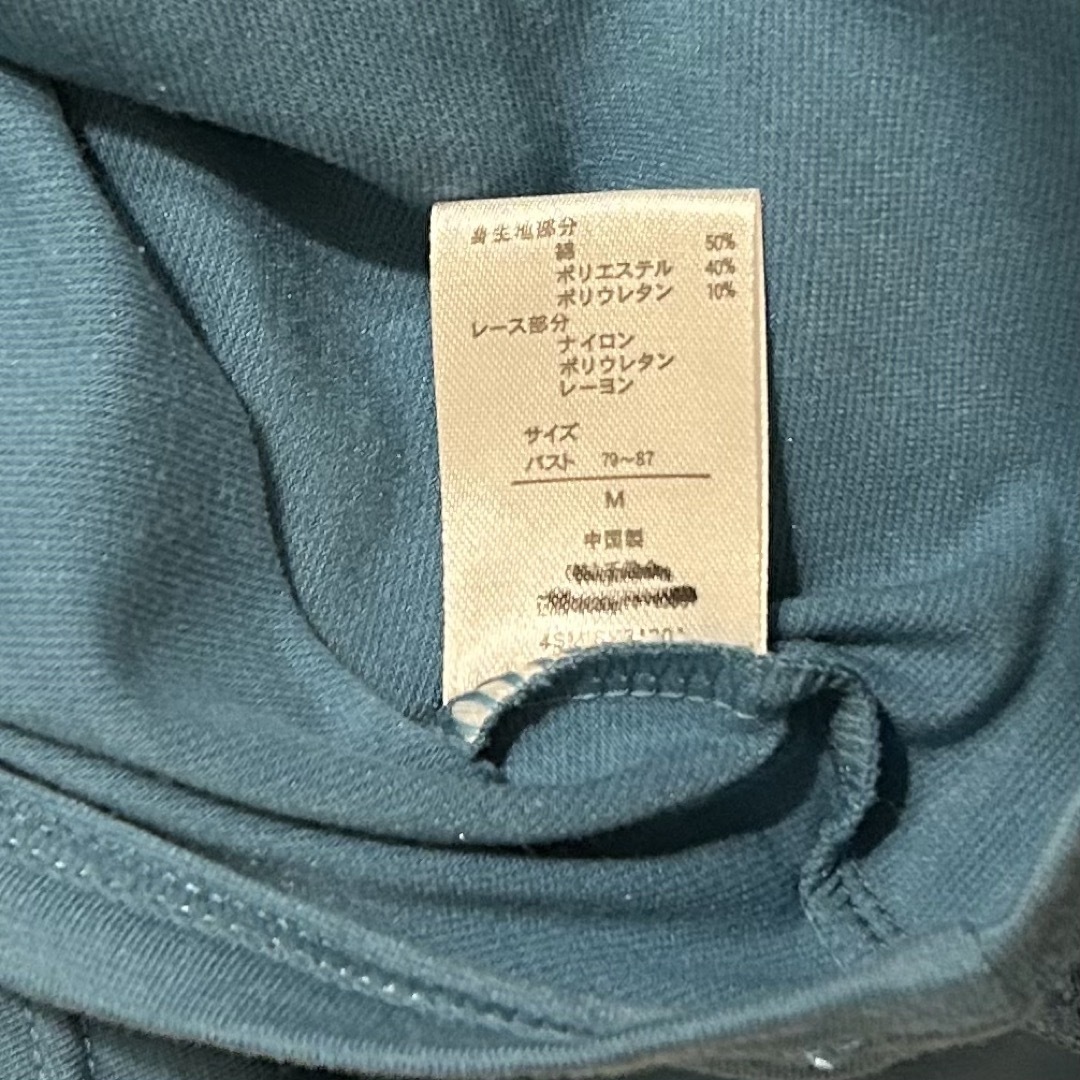 身生地部分
綿 50%
ポリエステル 40%
ポリウレタン 10%
レース部分
ナイロン
ポリウレタン
レーヨン
サイズ
バスト 79~87
M
中国製